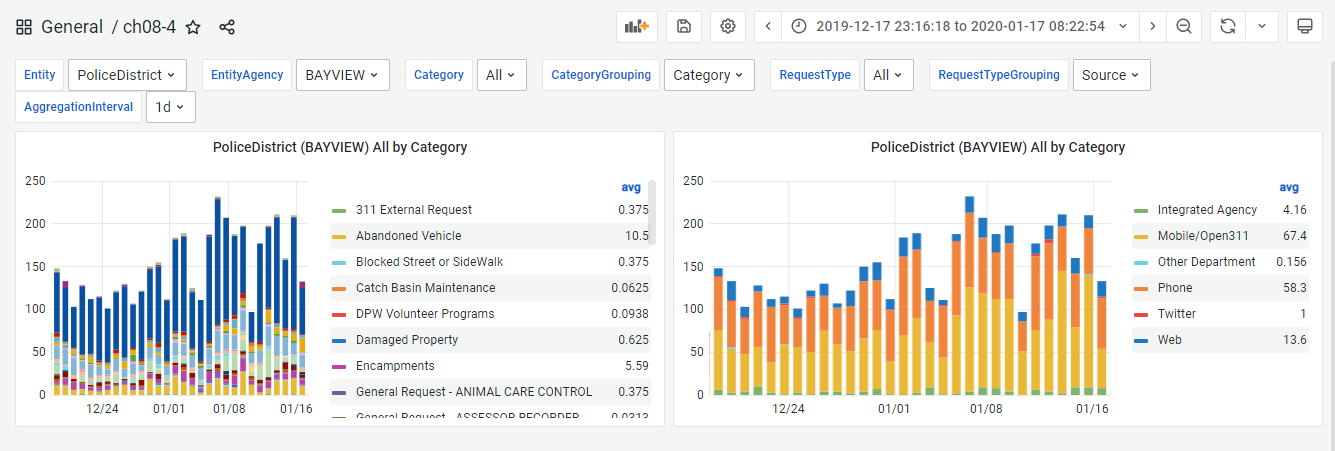 General / ch08-4
2019-12-17 23:16:18 to 2020-01-17 08:22:54
Entity PoliceDistrict EntityAgency BAYVIEW Category All CategoryGrouping Category RequestType All RequestTypeGrouping Source
AggregationInterval 1d
PoliceDistrict (BAYVIEW) All by Category
250
200
150
100
50
0
12/24 01/01 01/08 01/16
avg
311 External Request 0.375
Abandoned Vehicle 10.5
Blocked Street or SideWalk 0.375
Catch Basin Maintenance 0.0625
DPW Volunteer Programs 0.0938
Damaged Property 0.625
Encampments 5.59
General Request - ANIMAL CARE CONTROL 0.375
General Request - ASSESSOR RECORDER 0.0313
PoliceDistrict (BAYVIEW) All by Category
250
200
150
100
50
0
12/24 01/01 01/08 01/16
avg
Integrated Agency 4.16
Mobile/Open311 67.4
Other Department 0.156
Phone 58.3
Twitter 1
Web 13.6